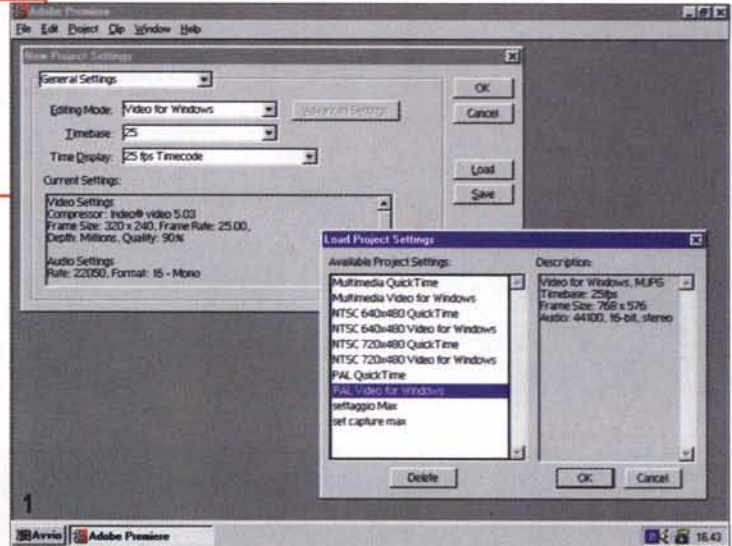 Adobe Premiere
File Edit Project Clip Window Help
New Project Settings
General Settings
OK
Editing Mode: Video for Windows
Advanced Settings
Cancel
Timebase: 25
Time Display: 25 fps Timecode
Load
Current Settings:
Save
Video Settings
Compressor: Indeo® video 5.03
Frame Size: 320 x 240, Frame Rate: 25.00,
Depth: Millions, Quality: 90%
Audio Settings
Rate: 22050, Format: 16 - Mono
Load Project Settings
Available Project Settings:
Multimedia QuickTime
Multimedia Video for Windows
NTSC 640x480 QuickTime
NTSC 640x480 Video for Windows
NTSC 720x480 QuickTime
NTSC 720x480 Video for Windows
PAL QuickTime
PAL Video for Windows
settaggio Max
set capture max
Description:
Video for Windows, MJPG
Timebase: 25fps
Frame Size: 768 x 576
Audio: 44100, 16-bit, stereo
Delete
OK
Cancel
1
Avvio
Adobe Premiere
16.43